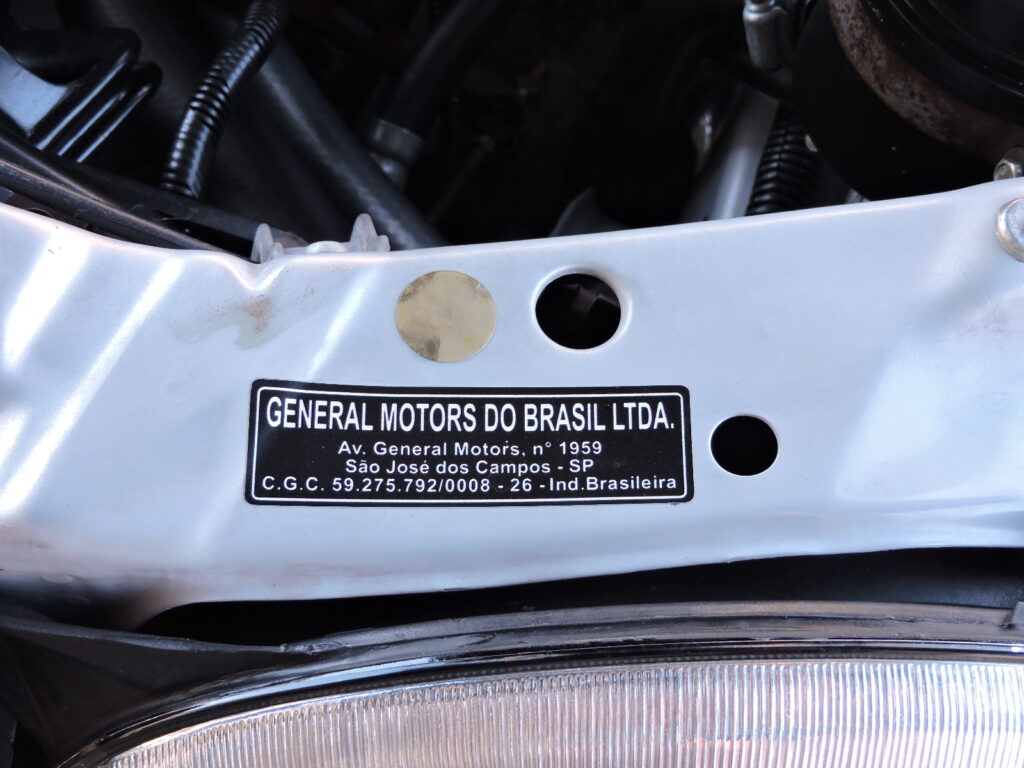 GENERAL MOTORS DO BRASIL LTDA.
Av. General Motors, n° 1959
São José dos Campos - SP
C.G.C. 59.275.792/0008 - 26 - Ind.Brasileira